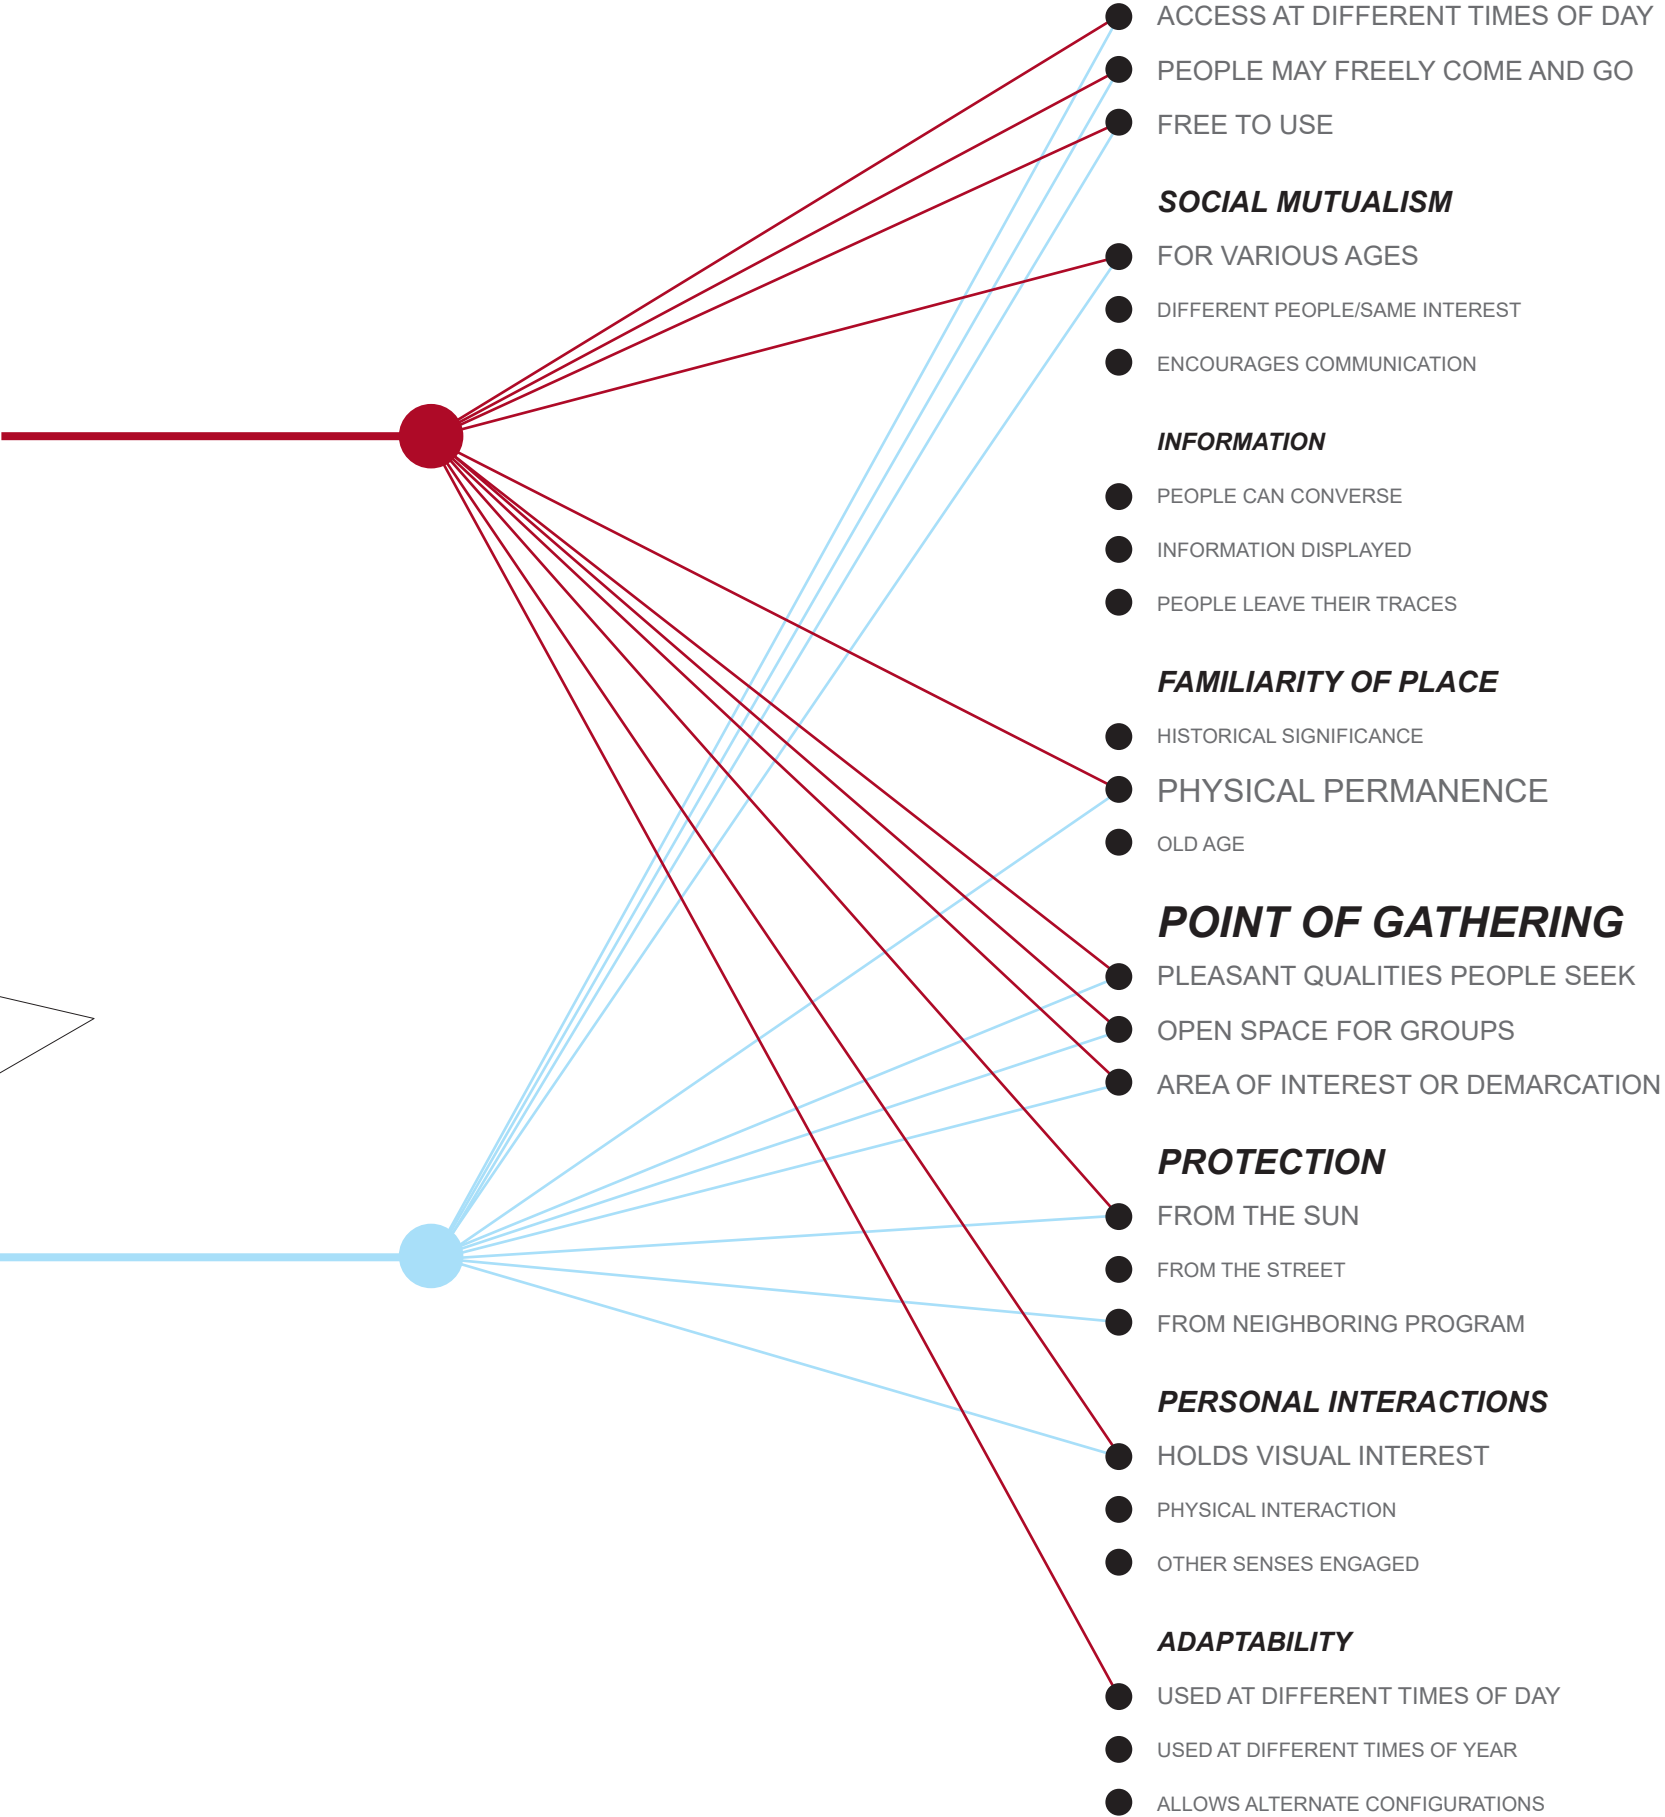 ACCESS AT DIFFERENT TIMES OF DAY
PEOPLE MAY FREELY COME AND GO
FREE TO USE
SOCIAL MUTUALISM
FOR VARIOUS AGES
DIFFERENT PEOPLE/SAME INTEREST
ENCOURAGES COMMUNICATION
INFORMATION
PEOPLE CAN CONVERSE
INFORMATION DISPLAYED
PEOPLE LEAVE THEIR TRACES
FAMILIARITY OF PLACE
HISTORICAL SIGNIFICANCE
PHYSICAL PERMANENCE
OLD AGE
POINT OF GATHERING
PLEASANT QUALITIES PEOPLE SEEK
OPEN SPACE FOR GROUPS
AREA OF INTEREST OR DEMARCATION
PROTECTION
FROM THE SUN
FROM THE STREET
FROM NEIGHBORING PROGRAM
PERSONAL INTERACTIONS
HOLDS VISUAL INTEREST
PHYSICAL INTERACTION
OTHER SENSES ENGAGED
ADAPTABILITY
USED AT DIFFERENT TIMES OF DAY
USED AT DIFFERENT TIMES OF YEAR
ALLOWS ALTERNATE CONFIGURATIONS